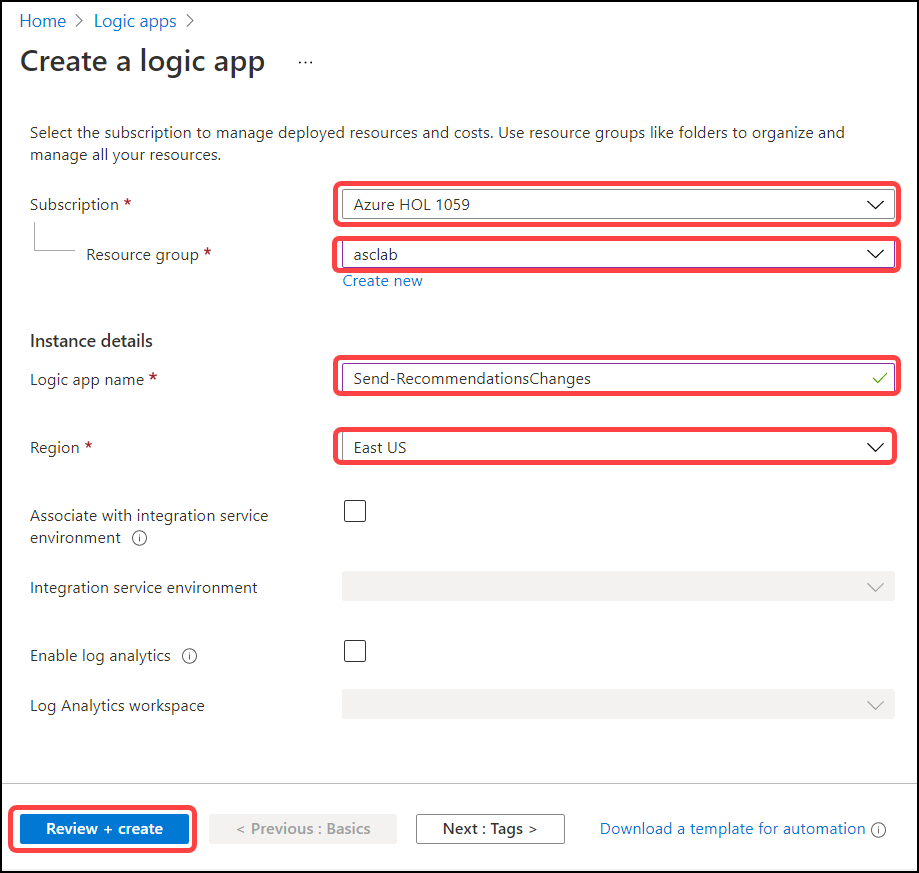 Home > Logic apps >
Create a logic app ...
Select the subscription to manage deployed resources and costs. Use resource groups like folders to organize and
manage all your resources.
Subscription * Azure HOL 1059
Resource group * asclab
Create new
Instance details
Logic app name * Send-RecommendationsChanges
Region * East US
Associate with integration service
environment
Integration service environment
Enable log analytics
Log Analytics workspace
Review + create < Previous : Basics Next : Tags > Download a template for automation